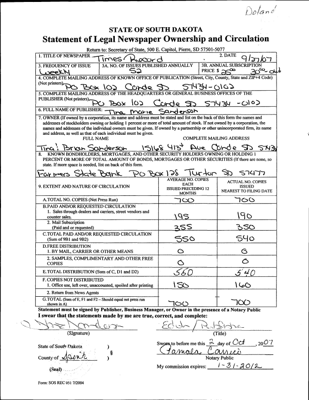 Doland
STATE OF SOUTH DAKOTA
Statement of Legal Newspaper Ownership and Circulation
Return to: Secretary of State, 500 E. Capitol, Pierre, SD 57501-5077
1. TITLE OF NEWSPAPER Times Record
2. DATE 9/27/07
3. FREQUENCY OF ISSUE Weekly
3A. NO. OF ISSUES PUBLISHED ANNUALLY 52
3B. ANNUAL SUBSCRIPTION PRICE: $
4. COMPLETE MAILING ADDRESS OF KNOWN OFFICE OF PUBLICATION (Street, City, County, State and ZIP+4 Code) (Not printers)
PO Box 102 Conde SD 57434-0102
5. COMPLETE MAILING ADDRESS OF THE HEADQUARTERS OR GENERAL BUSINESS OFFICES OF THE PUBLISHER (Not printers)
PO Box 102 Conde SD 57434-0102
6. FULL NAME OF PUBLISHER: Tina Marie Sanderson
7. OWNER (If owned by a corporation, its name and address must be stated and list on the back of this form the names and addresses of stockholders owning or holding 1 percent or more of total amount of stock. If not owned by a corporation, the names and addresses of the individual owners must be given. If owned by a partnership or other unincorporated firm, its name and address, as well as that of each individual must be given.
FULL NAME COMPLETE MAILING ADDRESS
Tina & Brian Sanderson 15168 415th Ave Conde SD
8. KNOWN BONDHOLDERS, MORTGAGES, AND OTHER SECURITY HOLDERS OWNING OR HOLDING 1 PERCENT OR MORE OF TOTAL AMOUNT OF BONDS, MORTGAGES OR OTHER SECURITIES (If there are none, so state. If more space is needed, list on back of this form.
Farmers State Bank PO Box 128 Turton SD 57477
9. EXTENT AND NATURE OF CIRCULATION
AVERAGE NO. COPIES EACH ISSUED PRECEDING 12 MONTHS
ACTUAL NO. COPIES ISSUED NEAREST TO FILING DATE
A. TOTAL NO. COPIES (Net Press Run) 700 700
B. PAID AND/OR REQUESTED CIRCULATION
1. Sales through dealers and carriers, street vendors and counter sales. 195 190
2. Mail Subscription (Paid and or requested) 355 350
C. TOTAL PAID AND/OR REQUESTED CIRCULATION (Sum of 9B1 and 9B2) 550 540
D. FREE DISTRIBUTION
1. BY MAIL, CARRIER OR OTHER MEANS 0 0
2. SAMPLES, COMPLIMENTARY AND OTHER FREE COPIES 0 0
E. TOTAL DISTRIBUTION (Sum of C, D1 and D2) 560 540
F. COPIES NOT DISTRIBUTED
1. Office use, left over, unaccounted, spoiled after printing 150 160
2. Return from News Agents
G. TOTAL (Sum of E, F1 and F2 - Should equal net press run shown in A) 700 700
Statement must be signed by Publisher, Business Manager, or Owner in the presence of a Notary Public
I swear that the statements made by me are true, correct, and complete:
(Signature) (Title)
State of South Dakota )
§
County of Spink )
Sworn to before me this 2 day of Oct, 2007
Notary Public
(Seal)
My commission expires: 1-31-2012
Form: SOS REC 051 7/2004